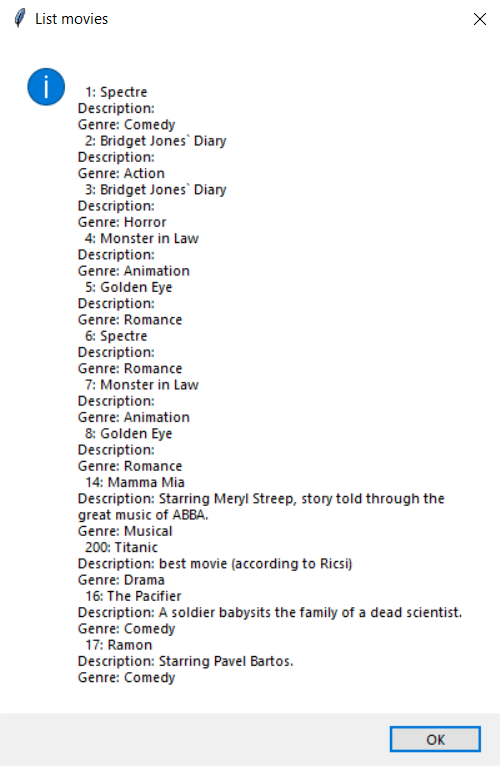 List movies
1: Spectre
Description:
Genre: Comedy
2: Bridget Jones` Diary
Description:
Genre: Action
3: Bridget Jones` Diary
Description:
Genre: Horror
4: Monster in Law
Description:
Genre: Animation
5: Golden Eye
Description:
Genre: Romance
6: Spectre
Description:
Genre: Romance
7: Monster in Law
Description:
Genre: Animation
8: Golden Eye
Description:
Genre: Romance
14: Mamma Mia
Description: Starring Meryl Streep, story told through the
great music of ABBA.
Genre: Musical
200: Titanic
Description: best movie (according to Ricsi)
Genre: Drama
16: The Pacifier
Description: A soldier babysits the family of a dead scientist.
Genre: Comedy
17: Ramon
Description: Starring Pavel Bartos.
Genre: Comedy
OK